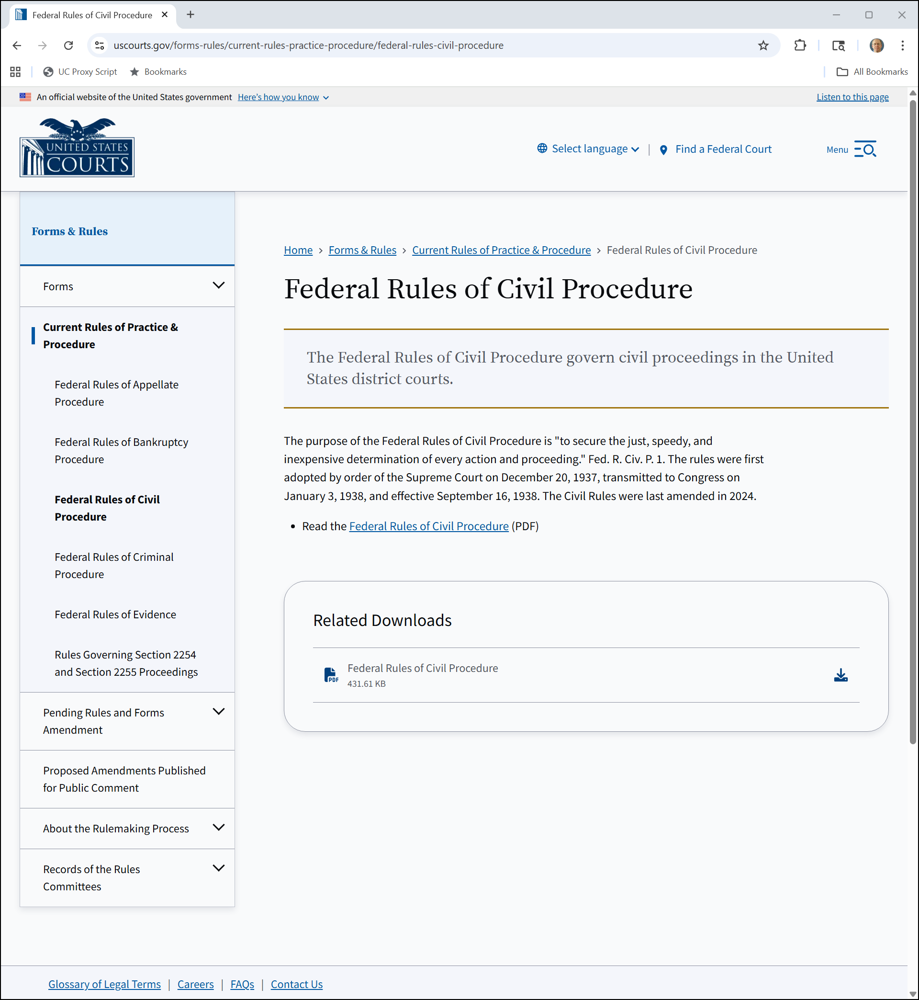 Federal Rules of Civil Procedure
uscourts.gov/forms-rules/current-rules-practice-procedure/federal-rules-civil-procedure
UC Proxy Script
Bookmarks
All Bookmarks
An official website of the United States government Here’s how you know
Listen to this page
UNITED STATES
COURTS
Select language | Find a Federal Court
Menu
Forms & Rules
Forms
Current Rules of Practice &
Procedure
Federal Rules of Appellate
Procedure
Federal Rules of Bankruptcy
Procedure
Federal Rules of Civil
Procedure
Federal Rules of Criminal
Procedure
Federal Rules of Evidence
Rules Governing Section 2254
and Section 2255 Proceedings
Pending Rules and Forms
Amendment
Proposed Amendments Published
for Public Comment
About the Rulemaking Process
Records of the Rules
Committees
Home › Forms & Rules › Current Rules of Practice & Procedure › Federal Rules of Civil Procedure
Federal Rules of Civil Procedure
The Federal Rules of Civil Procedure govern civil proceedings in the United
States district courts.
The purpose of the Federal Rules of Civil Procedure is "to secure the just, speedy, and
inexpensive determination of every action and proceeding." Fed. R. Civ. P. 1. The rules were first
adopted by order of the Supreme Court on December 20, 1937, transmitted to Congress on
January 3, 1938, and effective September 16, 1938. The Civil Rules were last amended in 2024.
• Read the Federal Rules of Civil Procedure (PDF)
Related Downloads
PDF
Federal Rules of Civil Procedure
431.61 KB
Glossary of Legal Terms | Careers | FAQs | Contact Us